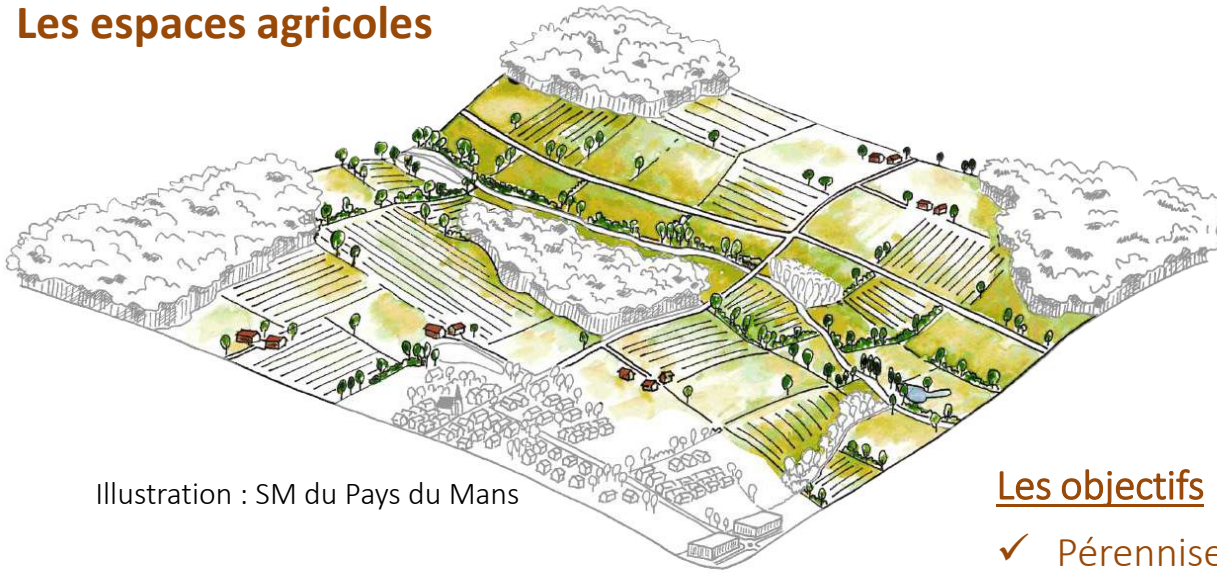 Les espaces agricoles
Illustration : SM du Pays du Mans
Les objectifs
✓ Pérennise